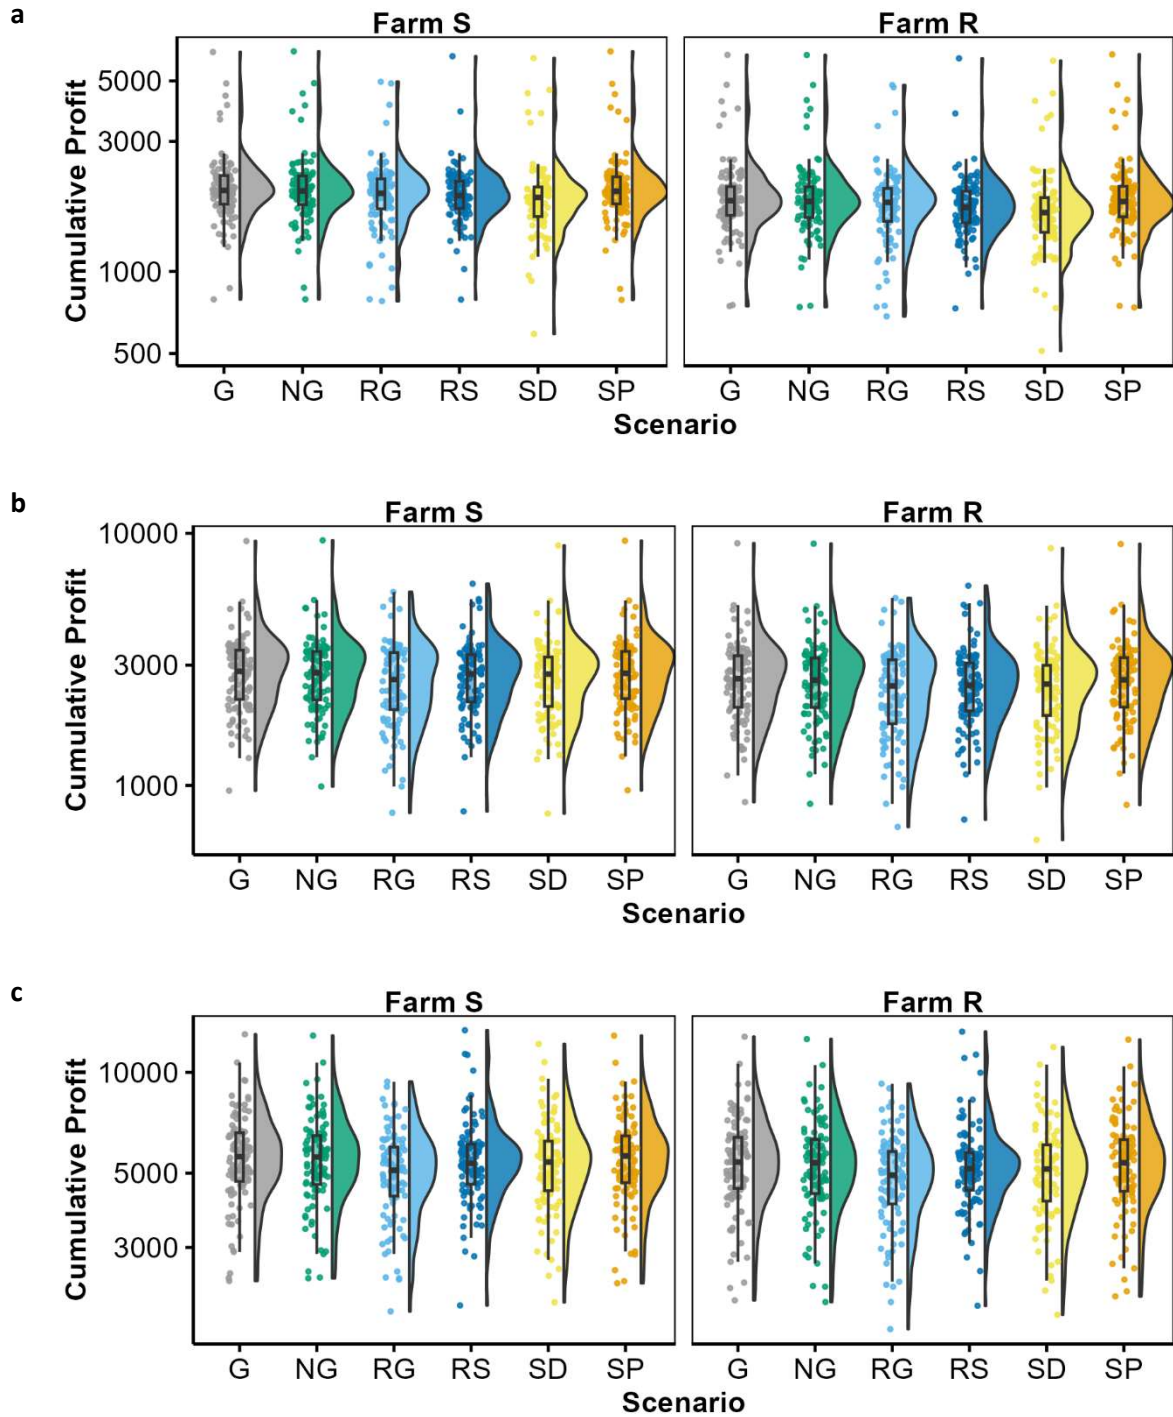 a
Farm S Farm R
Cumulative Profit
5000
3000
1000
500
G NG RG RS SD SP G NG RG RS SD SP
Scenario
b
Farm S Farm R
Cumulative Profit
10000
3000
1000
G NG RG RS SD SP G NG RG RS SD SP
Scenario
c
Farm S Farm R
Cumulative Profit
10000
5000
3000
G NG RG RS SD SP G NG RG RS SD SP
Scenario